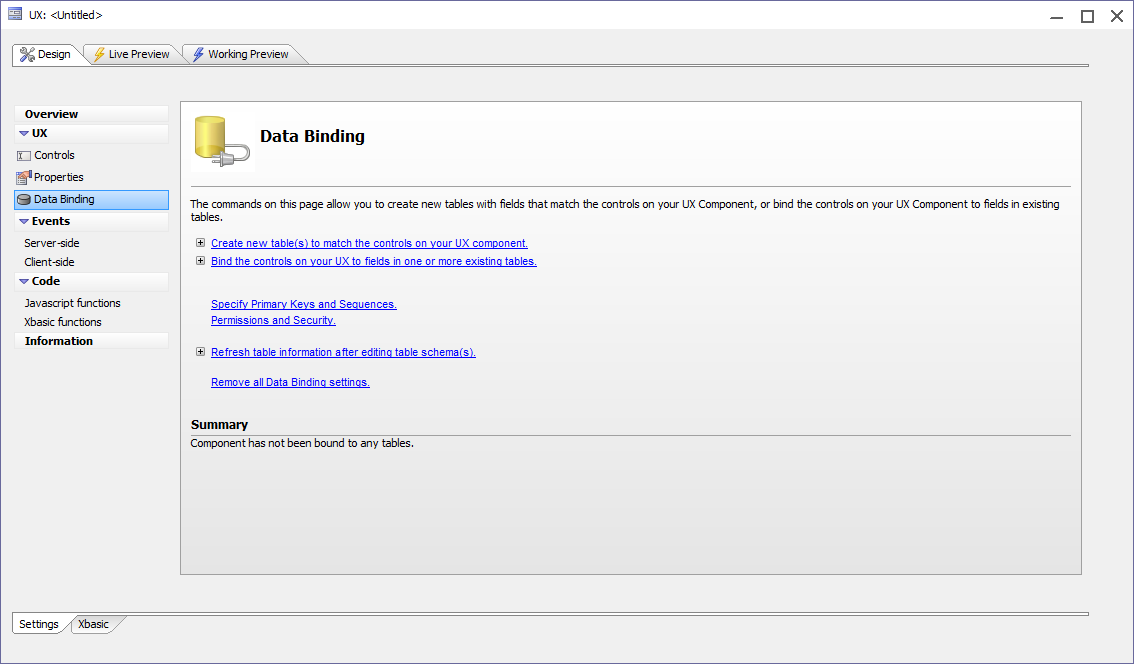 UX: <Untitled>
Design
Live Preview
Working Preview
Overview
UX
Controls
Properties
Data Binding
Events
Server-side
Client-side
Code
Javascript functions
Xbasic functions
Information
Data Binding
The commands on this page allow you to create new tables with fields that match the controls on your UX Component, or bind the controls on your UX Component to fields in existing
tables.
Create new table(s) to match the controls on your UX component.
Bind the controls on your UX to fields in one or more existing tables.
Specify Primary Keys and Sequences.
Permissions and Security.
Refresh table information after editing table schema(s).
Remove all Data Binding settings.
Summary
Component has not been bound to any tables.
Settings
Xbasic